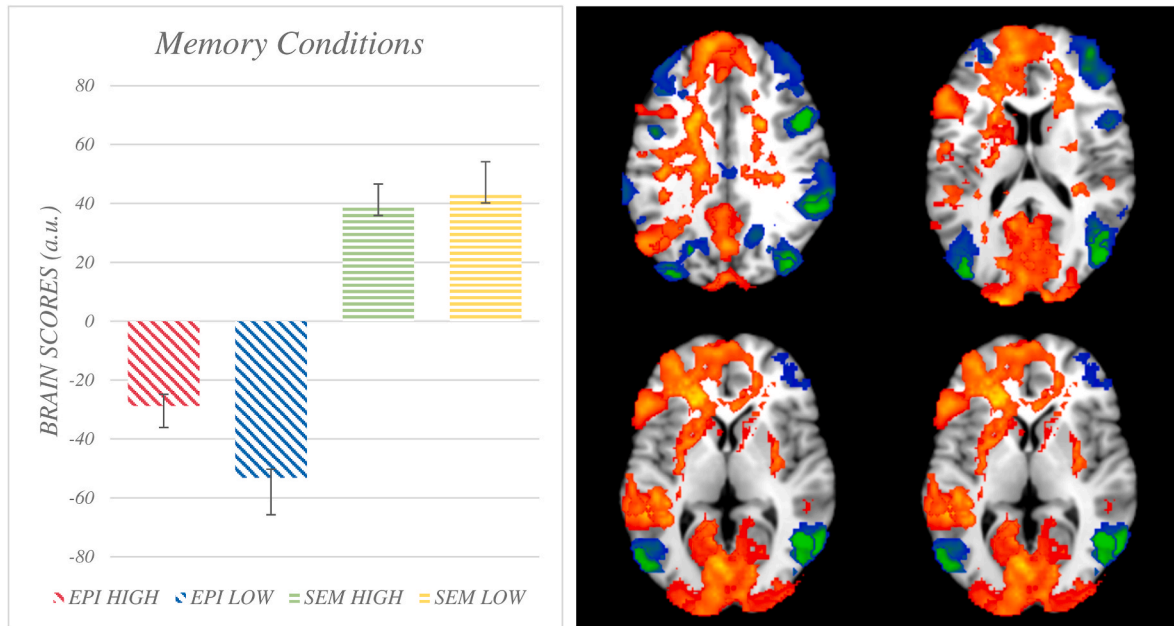 Memory Conditions
BRAIN SCORES (a.u.)
80
60
40
20
0
-20
-40
-60
-80
EPI HIGH
EPI LOW
SEM HIGH
SEM LOW